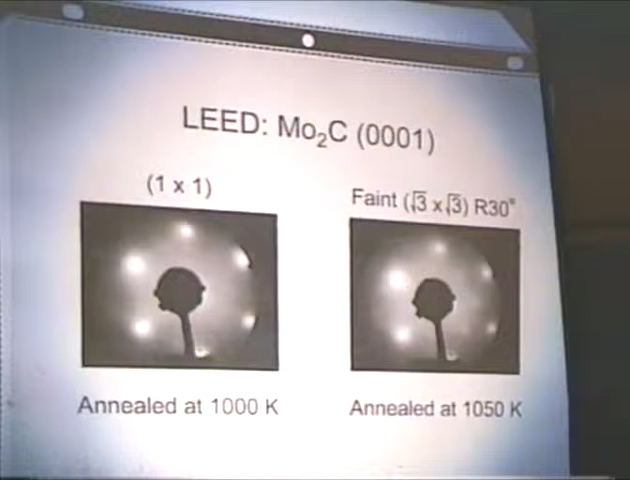 LEED: Mo₂C (0001)
(1 x 1)
Faint (√3 x √3) R30°
Annealed at 1000 K
Annealed at 1050 K